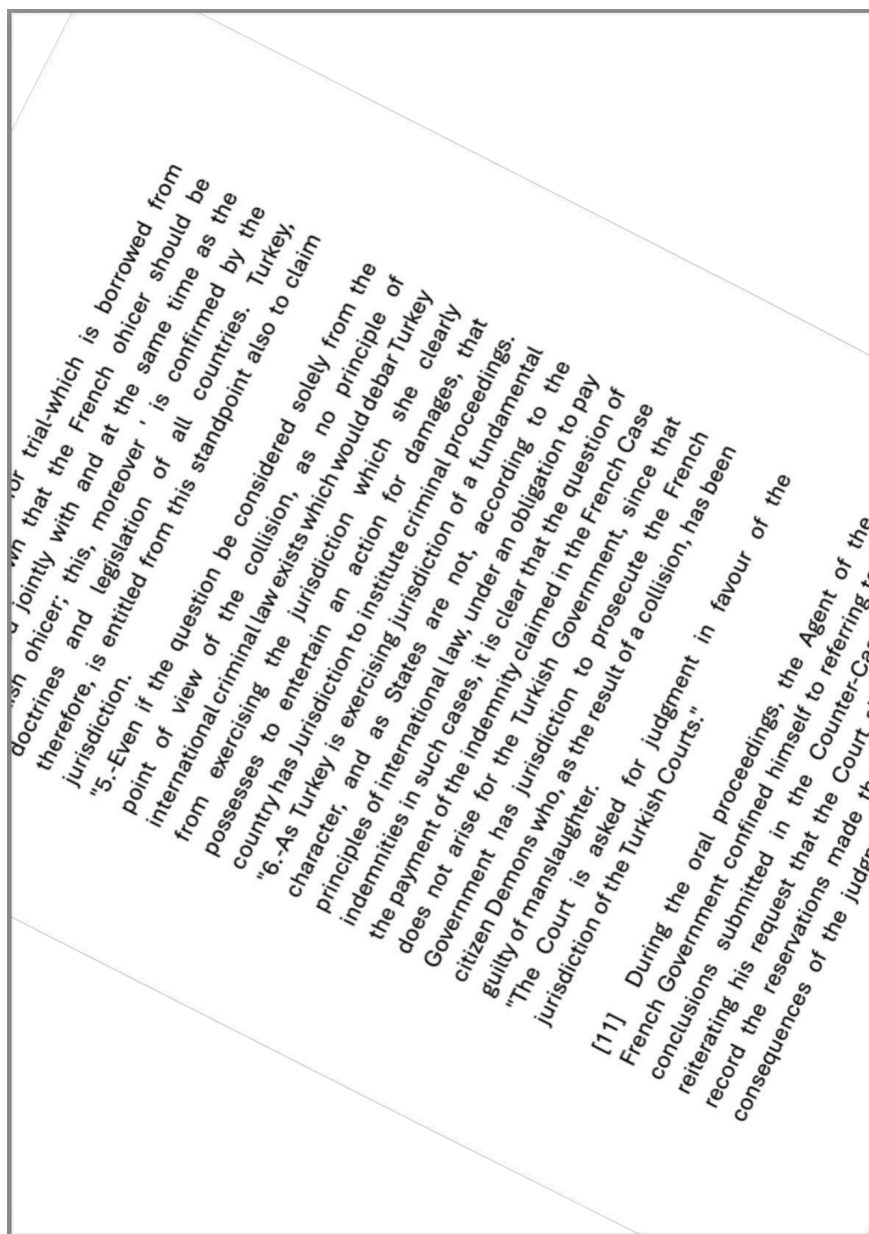 trial-which is borrowed from
that the French ohicer should be
jointly with and at the same time as the
ohicer; this, moreover ' is confirmed by the
doctrines and legislation of all countries. Turkey,
therefore, is entitled from this standpoint also to claim
jurisdiction.
"5.-Even if the question be considered solely from the
point of view of the collision, as no principle of
international criminal law exists which would debar Turkey
from exercising the jurisdiction which she clearly
possesses to entertain an action for damages, that
country has Jurisdiction to institute criminal proceedings.
"6.-As Turkey is exercising jurisdiction of a fundamental
character, and as States are not, according to the
principles of international law, under an obligation to pay
indemnities in such cases, it is clear that the question of
the payment of the indemnity claimed in the French Case
does not arise for the Turkish Government, since that
Government has jurisdiction to prosecute the French
citizen Demons who, as the result of a collision, has been
guilty of manslaughter.
"The Court is asked for judgment in favour of the
jurisdiction of the Turkish Courts."
[11] During the oral proceedings, the Agent of the
French Government confined himself to referring to
conclusions submitted in the
reiterating his request that the Court
record the reservations made
consequences of the